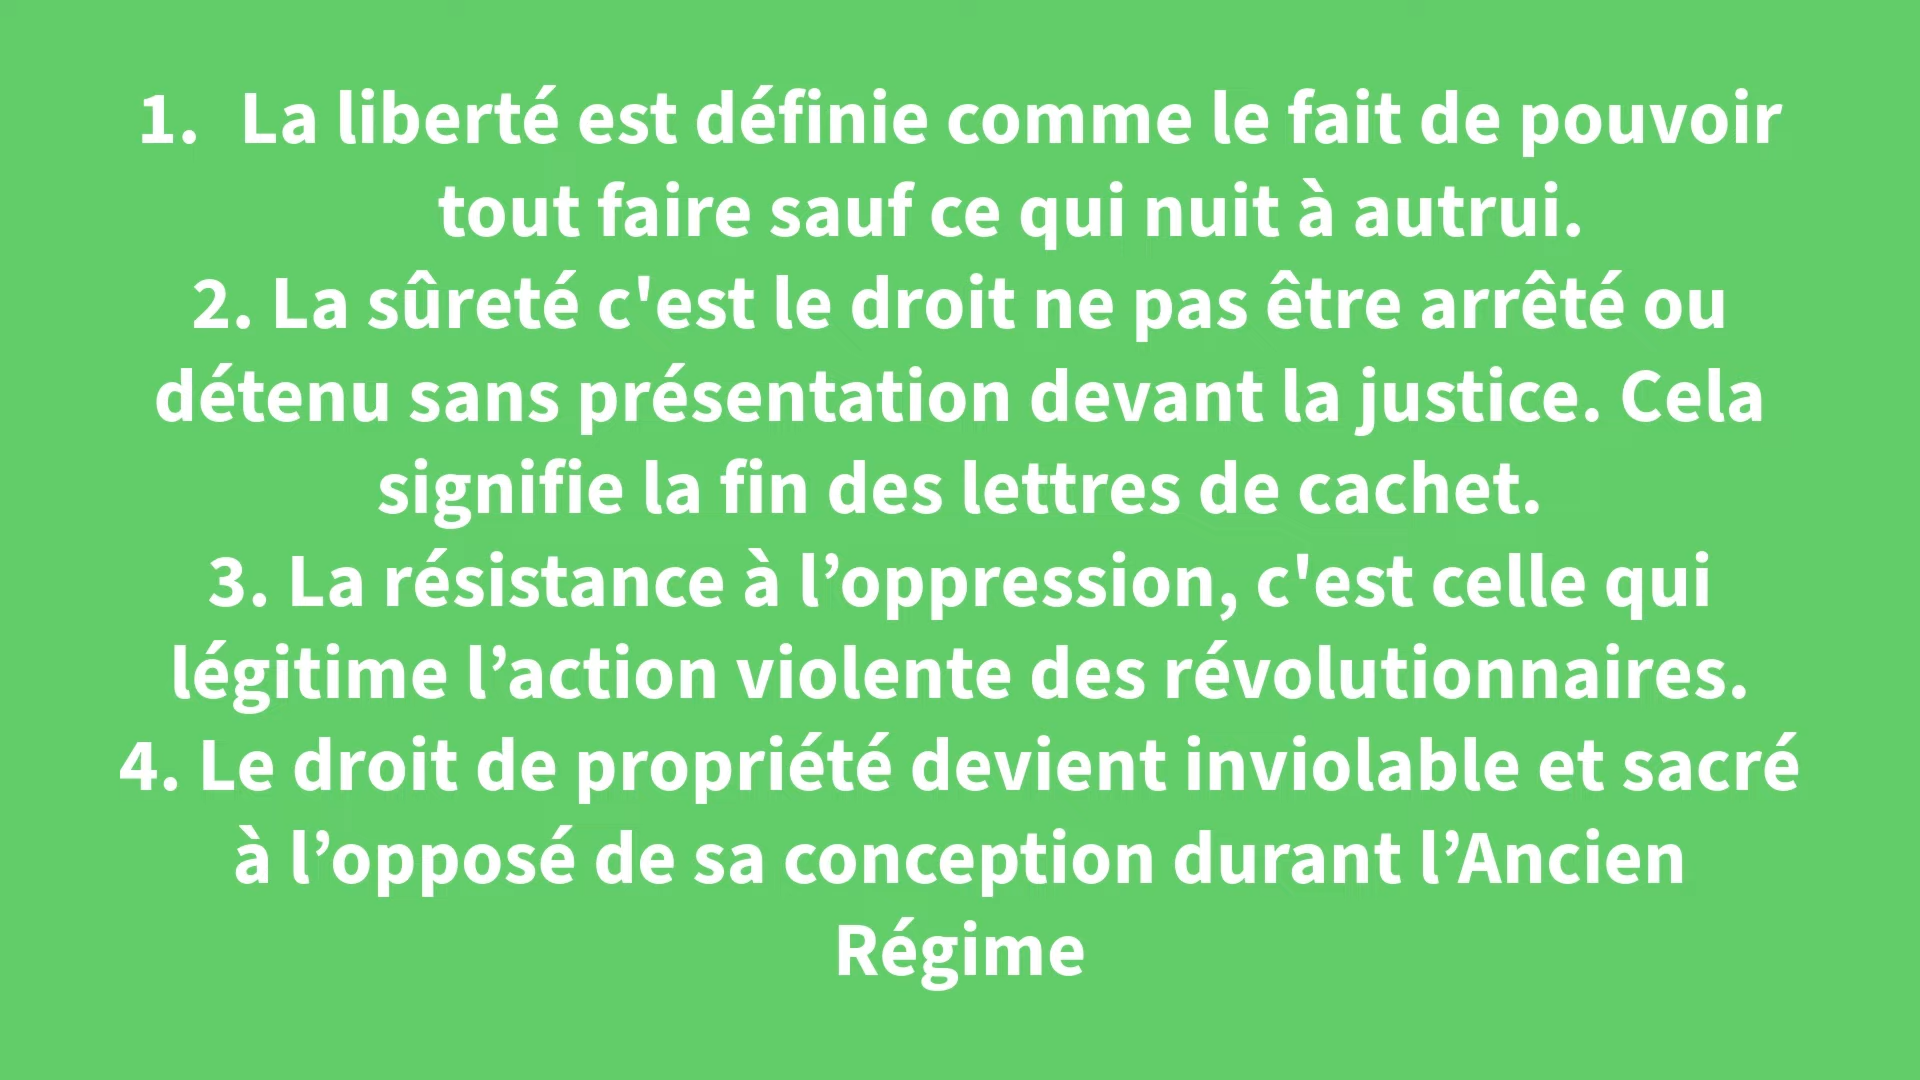 1. La liberté est définie comme le fait de pouvoir
tout faire sauf ce qui nuit à autrui.
2. La sûreté c'est le droit ne pas être arrêté ou
détenu sans présentation devant la justice. Cela
signifie la fin des lettres de cachet.
3. La résistance à l’oppression, c'est celle qui
légitime l’action violente des révolutionnaires.
4. Le droit de propriété devient inviolable et sacré
à l’opposé de sa conception durant l’Ancien
Régime